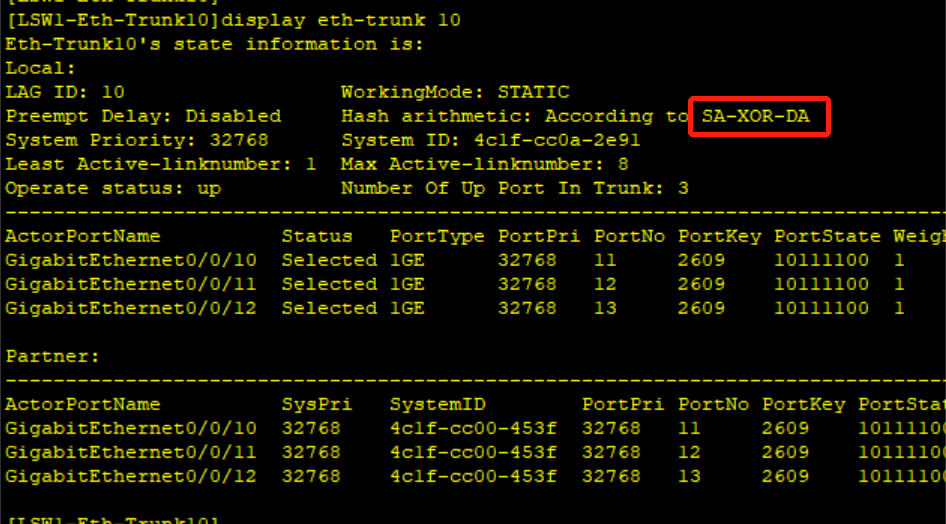 [LSW1-Eth-Trunk10]display eth-trunk 10
Eth-Trunk10's state information is:
Local:
LAG ID: 10 WorkingMode: STATIC
Preempt Delay: Disabled Hash arithmetic: According to SA-XOR-DA
System Priority: 32768 System ID: 4c1f-cc0a-2e91
Least Active-linknumber: 1 Max Active-linknumber: 8
Operate status: up Number Of Up Port In Trunk: 3
--------------------------------------------------------------------------------
ActorPortName Status PortType PortPri PortNo PortKey PortState Weigh
GigabitEthernet0/0/10 Selected 1GE 32768 11 2609 10111100 1
GigabitEthernet0/0/11 Selected 1GE 32768 12 2609 10111100 1
GigabitEthernet0/0/12 Selected 1GE 32768 13 2609 10111100 1
Partner:
--------------------------------------------------------------------------------
ActorPortName SysPri SystemID PortPri PortNo PortKey PortStat
GigabitEthernet0/0/10 32768 4c1f-cc00-453f 32768 11 2609 1011110
GigabitEthernet0/0/11 32768 4c1f-cc00-453f 32768 12 2609 1011110
GigabitEthernet0/0/12 32768 4c1f-cc00-453f 32768 13 2609 1011110
[LSW1-Eth-Trunk10]